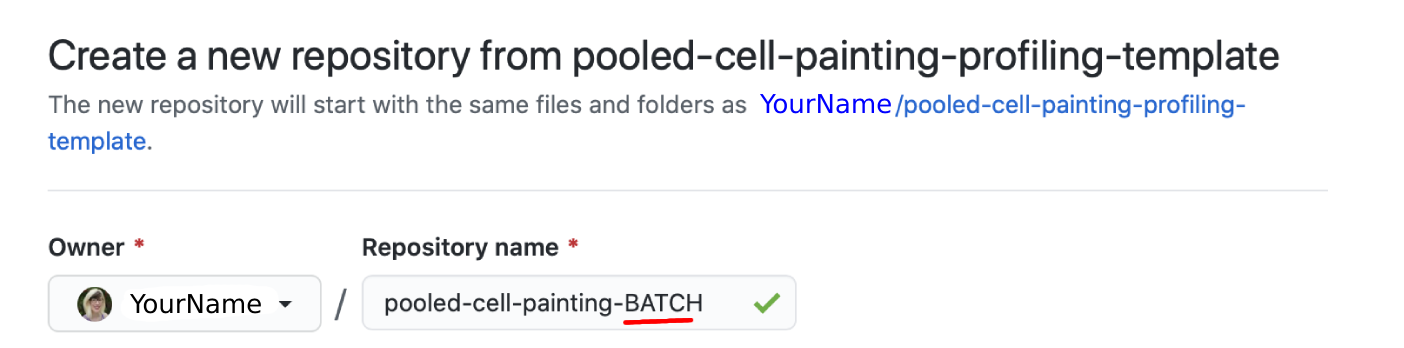 Create a new repository from pooled-cell-painting-profiling-template
The new repository will start with the same files and folders as YourName/pooled-cell-painting-profiling-
template.
Owner * Repository name *
YourName / pooled-cell-painting-BATCH